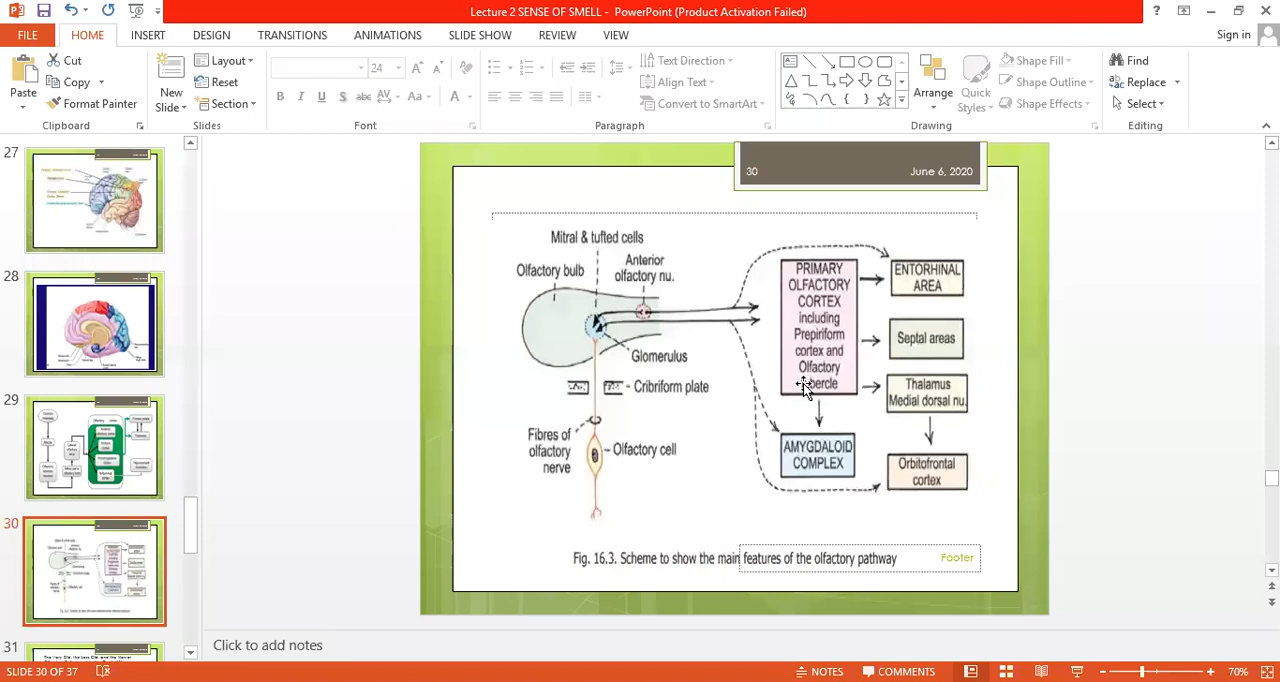 Lecture 2 SENSE OF SMELL - PowerPoint (Product Activation Failed)
FILE HOME INSERT DESIGN TRANSITIONS ANIMATIONS SLIDE SHOW REVIEW VIEW Sign in
Paste
Cut
Copy
Format Painter
Clipboard
New
Slide
Layout
Reset
Section
Slides
24
B I U S abc AV Aa A
Font
Text Direction
Align Text
Convert to SmartArt
Paragraph
Arrange
Quick
Styles
Shape Fill
Shape Outline
Shape Effects
Drawing
Find
Replace
Select
Editing
27
28
29
30
31
30 June 6, 2020
Mitral & tufted cells
Olfactory bulb
Anterior
olfactory nu.
Glomerulus
Cribriform plate
Fibres of
olfactory
nerve
Olfactory cell
PRIMARY
OLFACTORY
CORTEX
including
Prepiriform
cortex and
Olfactory
AMYGDALOID
COMPLEX
ENTORHINAL
AREA
Septal areas
Thalamus
Medial dorsal nu.
Orbitofrontal
cortex
Fig. 16.3. Scheme to show the main features of the olfactory pathway
Footer
Click to add notes
SLIDE 30 OF 37 NOTES COMMENTS 70%